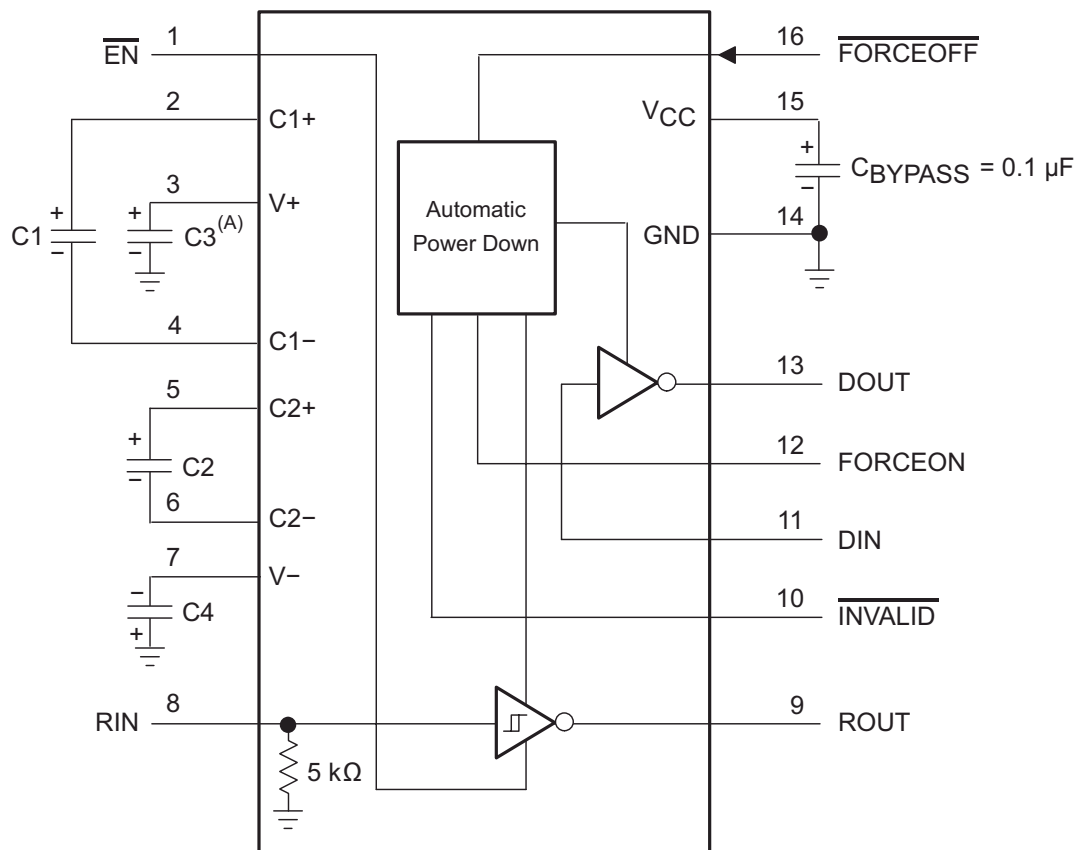 EN 1
2 C1+
3 V+
C1 + −
+ − C3(A)
4 C1−
5 C2+
+ − C2
6 C2−
7 V−
− + C4
RIN 8
5 kΩ
Automatic
Power Down
16 FORCEOFF
VCC 15
+ − CBYPASS = 0.1 µF
GND 14
13 DOUT
12 FORCEON
11 DIN
10 INVALID
9 ROUT